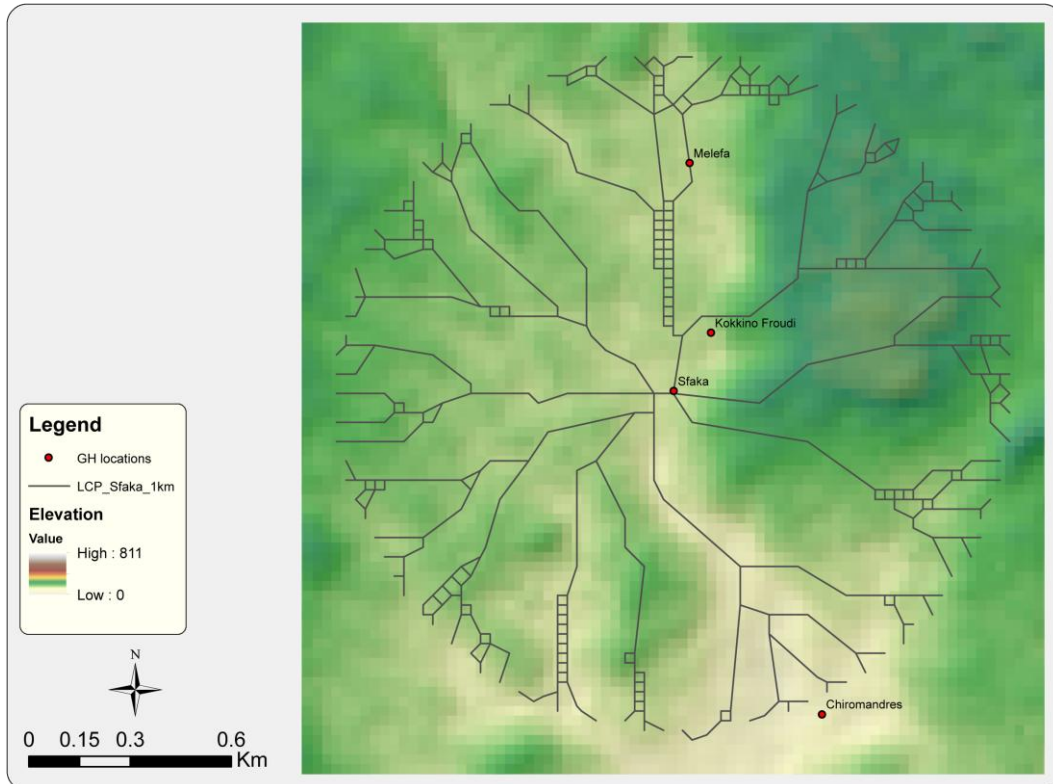 Melefa
Kokkino Froudi
Sfaka
Chiromandres
Legend
GH locations
LCP_Sfaka_1km
Elevation
Value
High : 811
Low : 0
N
0 0.15 0.3 0.6
Km